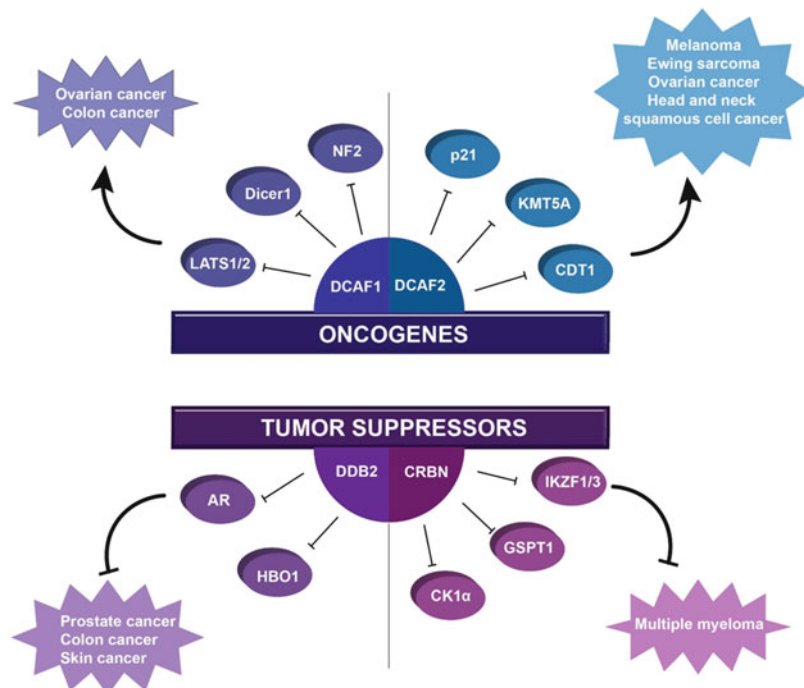 Ovarian cancer
Colon cancer
Melanoma
Ewing sarcoma
Ovarian cancer
Head and neck
squamous cell cancer
NF2
Dicer1
LATS1/2
p21
KMT5A
CDT1
DCAF1
DCAF2
ONCOGENES
TUMOR SUPPRESSORS
DDB2
CRBN
AR
HBO1
IKZF1/3
GSPT1
CK1α
Prostate cancer
Colon cancer
Skin cancer
Multiple myeloma